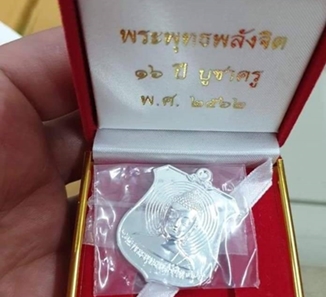 พระพุทธพลังจิต
๑๖ ปี บูชาครู
พ.ศ. ๒๕๖๒